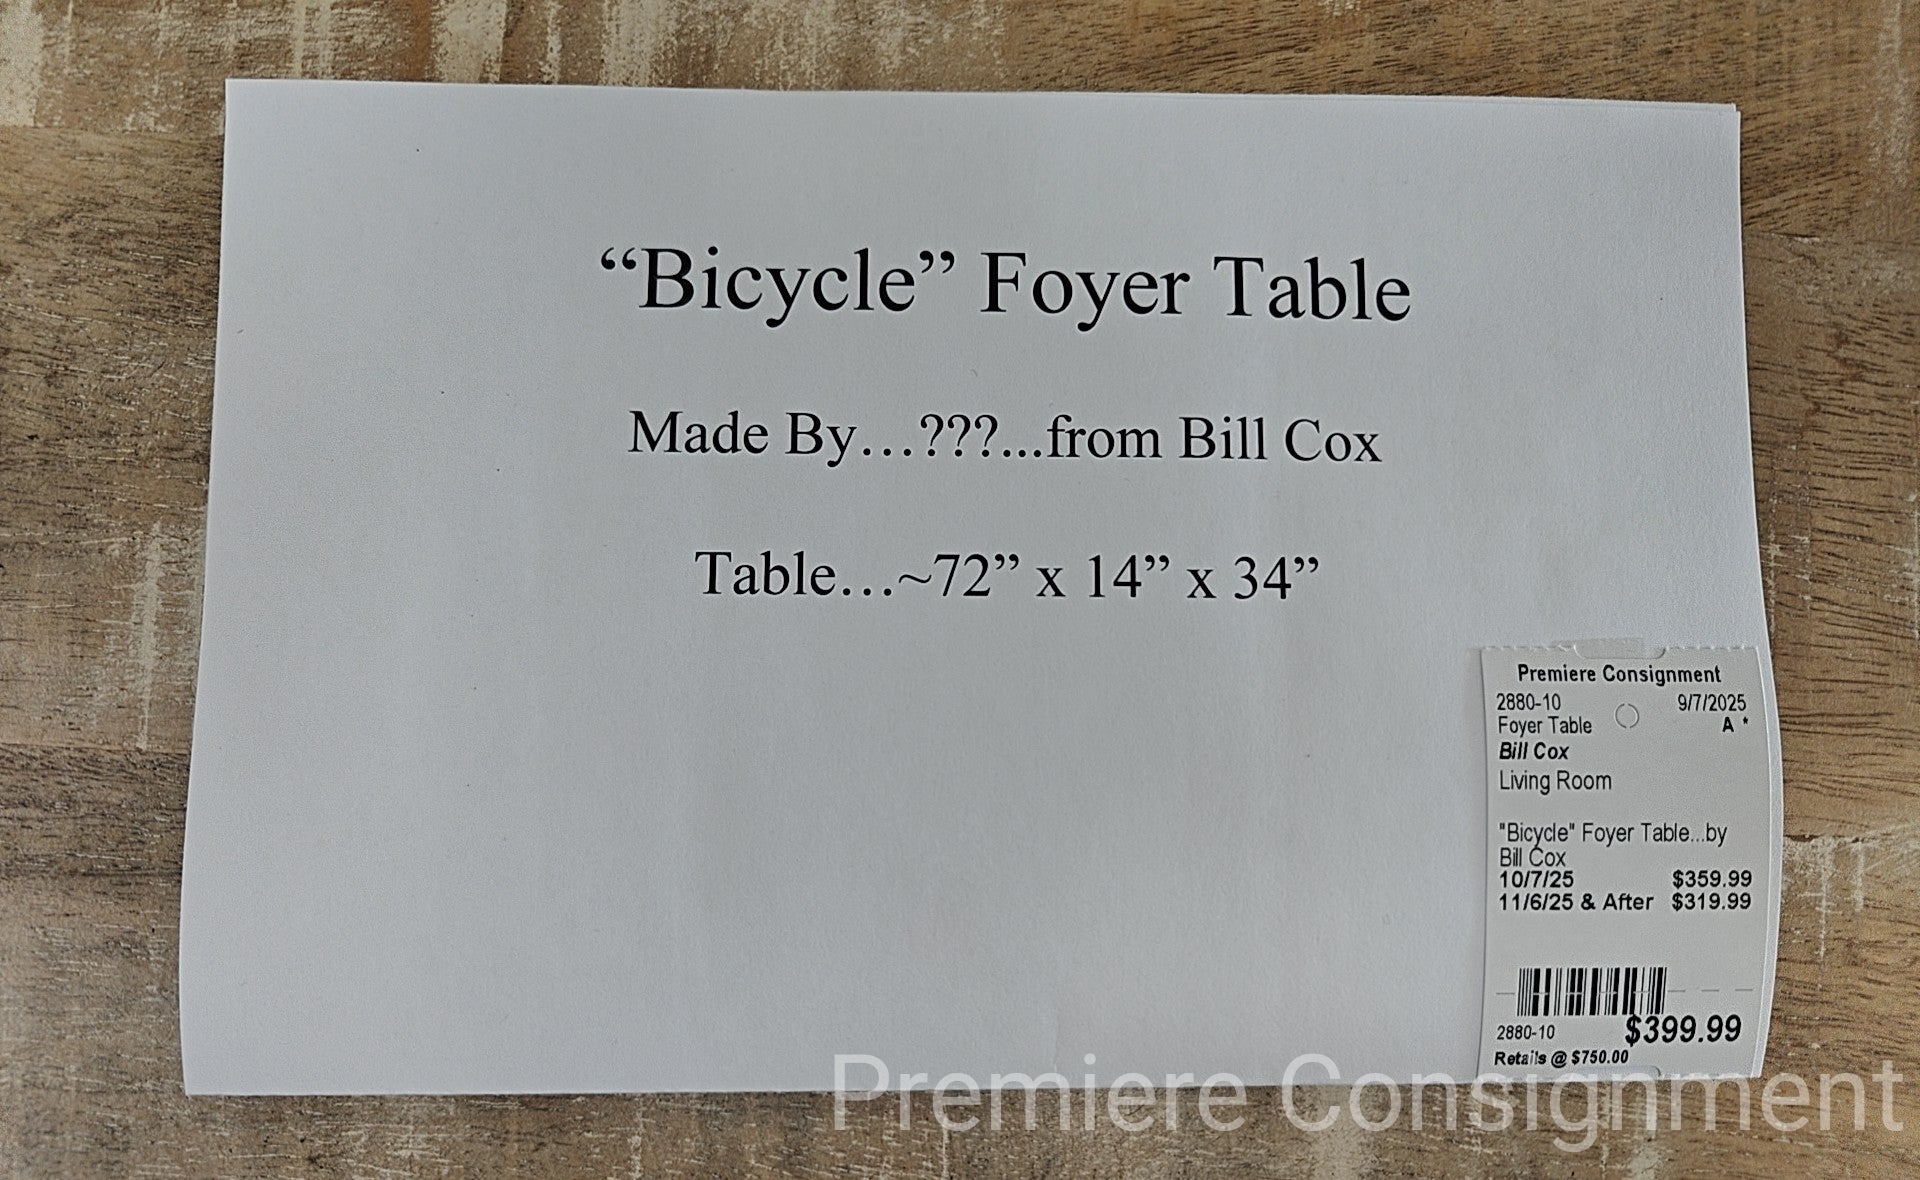 “Bicycle” Foyer Table
Made By…???...from Bill Cox
Table…~72” x 14” x 34”
Premiere Consignment
2880-10 9/7/2025
Foyer Table A *
Bill Cox
Living Room
"Bicycle" Foyer Table...by
Bill Cox
10/7/25 $359.99
11/6/25 & After $319.99
2880-10 $399.99
Retails @ $750.00
Premiere Consignment